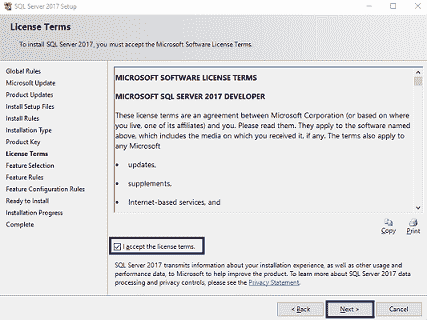 SQL Server 2017 Setup
License Terms
To install SQL Server 2017, you must accept the Microsoft Software License Terms.
Global Rules
Microsoft Update
Product Updates
Install Setup Files
Install Rules
Installation Type
Product Key
License Terms
Feature Selection
Feature Rules
Feature Configuration Rules
Ready to Install
Installation Progress
Complete
MICROSOFT SOFTWARE LICENSE TERMS
MICROSOFT SQL SERVER 2017 DEVELOPER
These license terms are an agreement between Microsoft Corporation (or based on where
you live, one of its affiliates) and you. Please read them. They apply to the software named
above, which includes the media on which you received it, if any. The terms also apply to
any Microsoft
• updates,
• supplements,
• Internet-based services, and
Copy Print
I accept the license terms.
SQL Server 2017 transmits information about your installation experience, as well as other usage and
performance data, to Microsoft to help improve the product. To learn more about SQL Server 2017 data
processing and privacy controls, please see the Privacy Statement.
< Back Next > Cancel